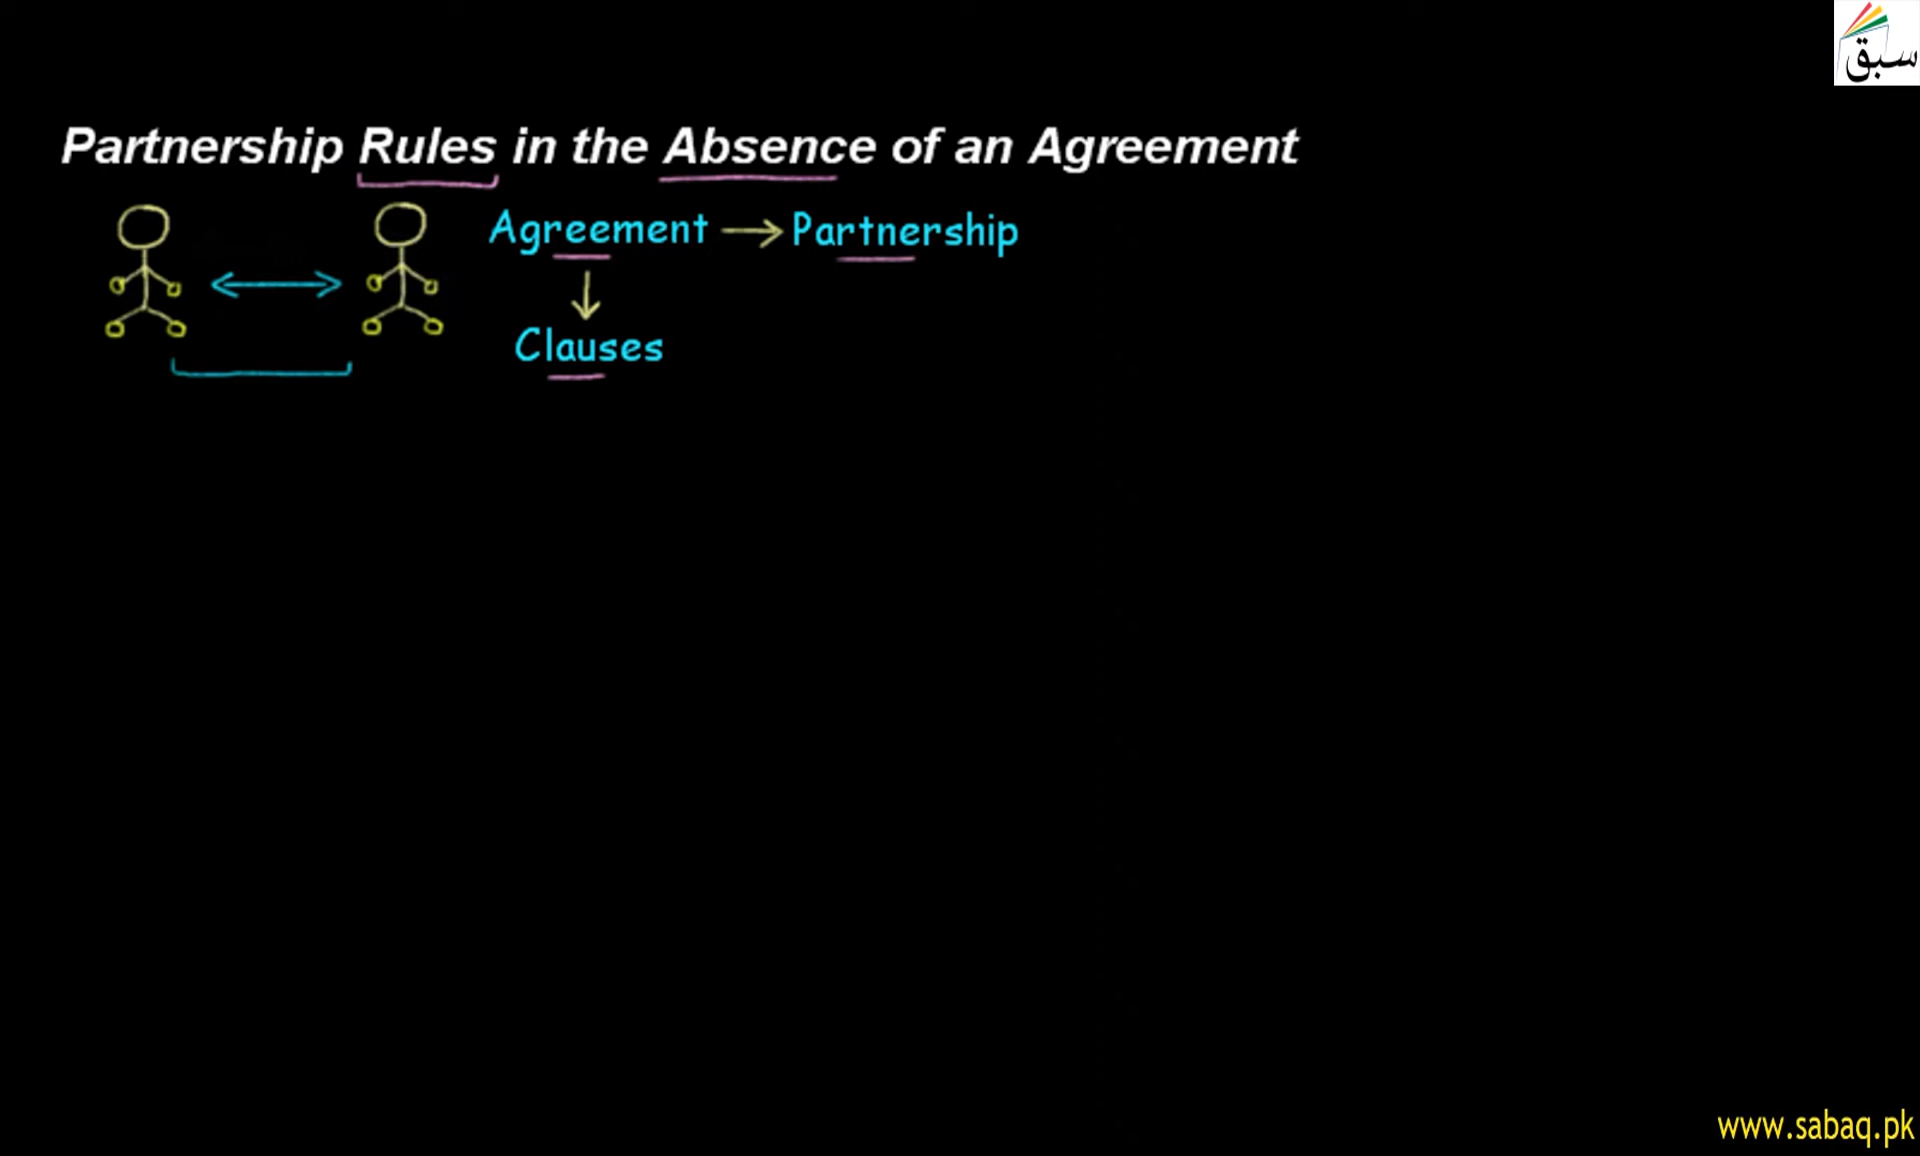 سبق
Partnership Rules in the Absence of an Agreement
Agreement → Partnership
↓
Clauses
www.sabaq.pk